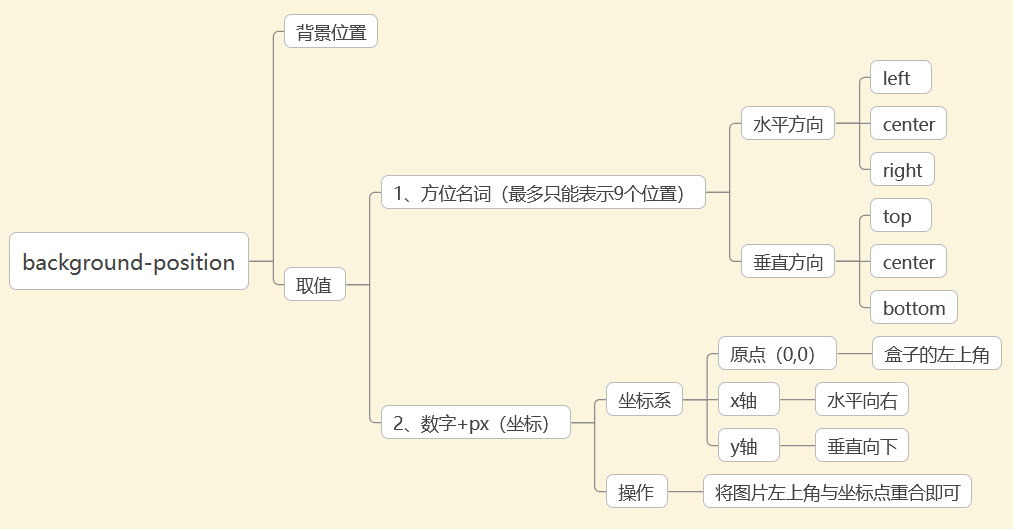 background-position
背景位置
取值
1、方位名词（最多只能表示9个位置）
水平方向
left
center
right
垂直方向
top
center
bottom
2、数字+px（坐标）
坐标系
原点（0,0）
盒子的左上角
x轴
水平向右
y轴
垂直向下
操作
将图片左上角与坐标点重合即可